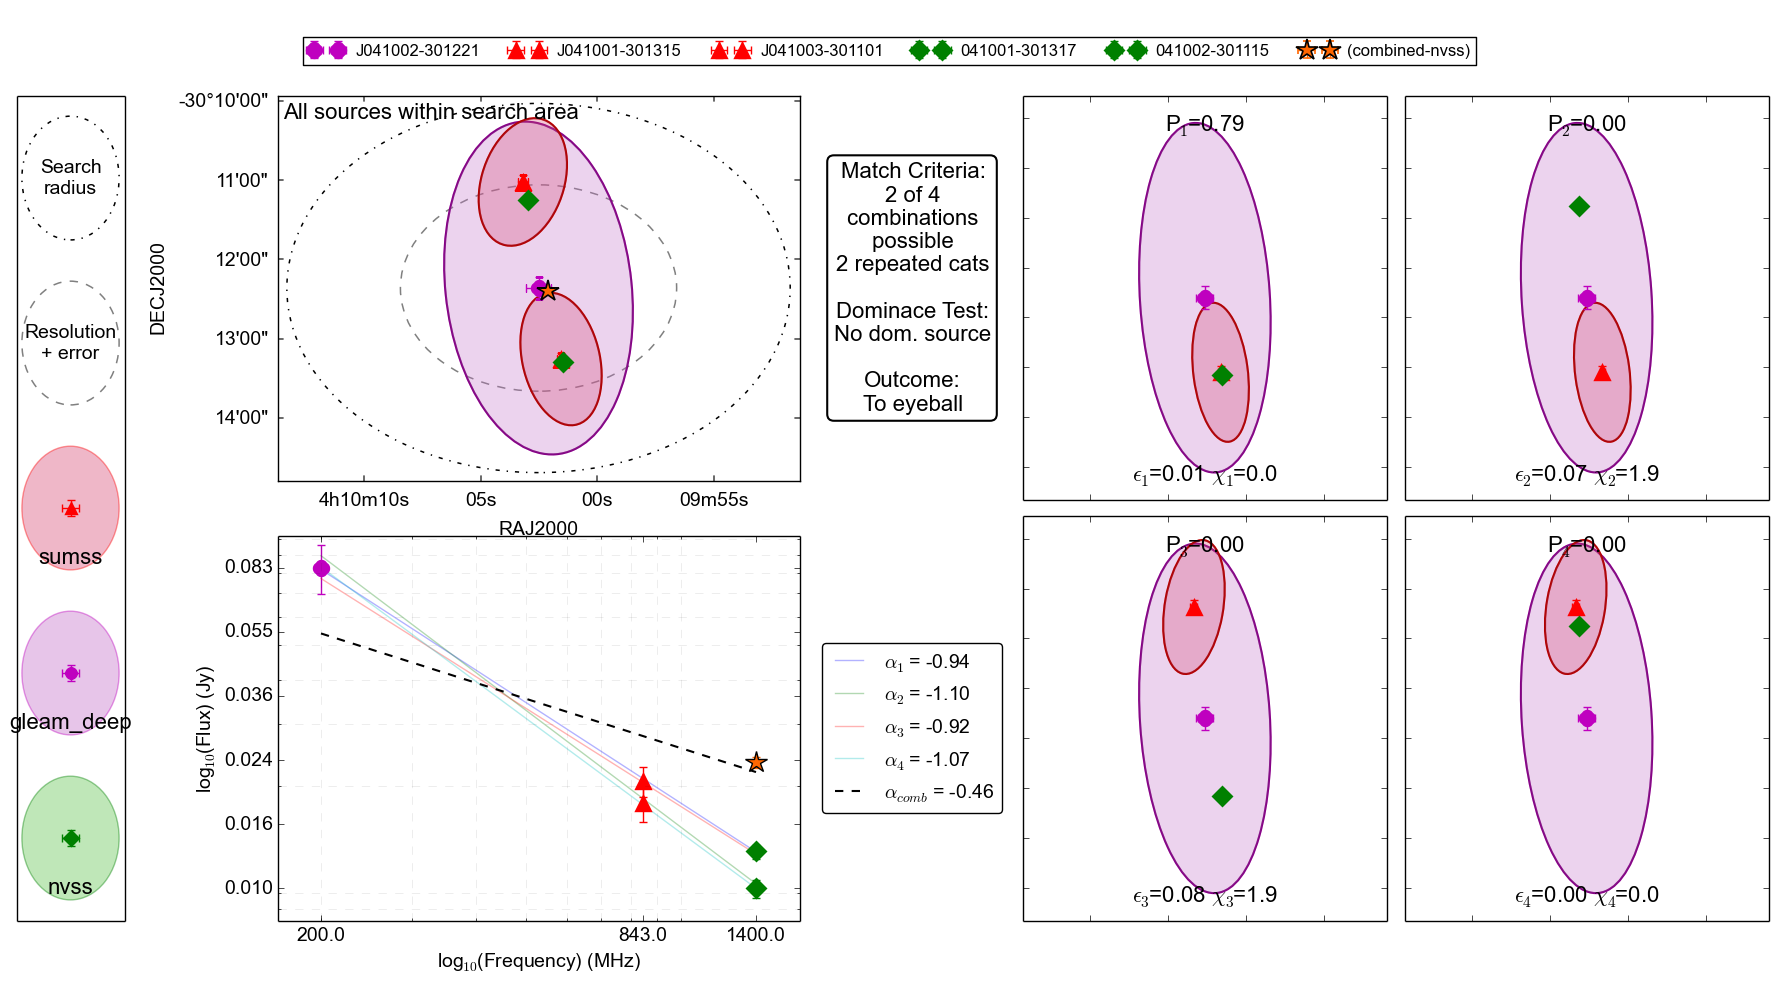 J041002-301221 J041001-301315 J041003-301101 041001-301317 041002-301115 (combined-nvss)
Search
radius
Resolution
+ error
sumss
gleam_deep
nvss
All sources within search area
-30°10'00"
11'00"
12'00"
13'00"
14'00"
DECJ2000
4h10m10s 05s 00s 09m55s
RAJ2000
Match Criteria:
2 of 4
combinations
possible
2 repeated cats
Dominace Test:
No dom. source
Outcome:
To eyeball
P₁=0.79
ϵ₁=0.01 χ₁=0.0
P₂=0.00
ϵ₂=0.07 χ₂=1.9
0.083
0.055
0.036
0.024
0.016
0.010
log₁₀(Flux) (Jy)
200.0 843.0 1400.0
log₁₀(Frequency) (MHz)
α₁ = -0.94
α₂ = -1.10
α₃ = -0.92
α₄ = -1.07
α_comb = -0.46
P₃=0.00
ϵ₃=0.08 χ₃=1.9
P₄=0.00
ϵ₄=0.00 χ₄=0.0